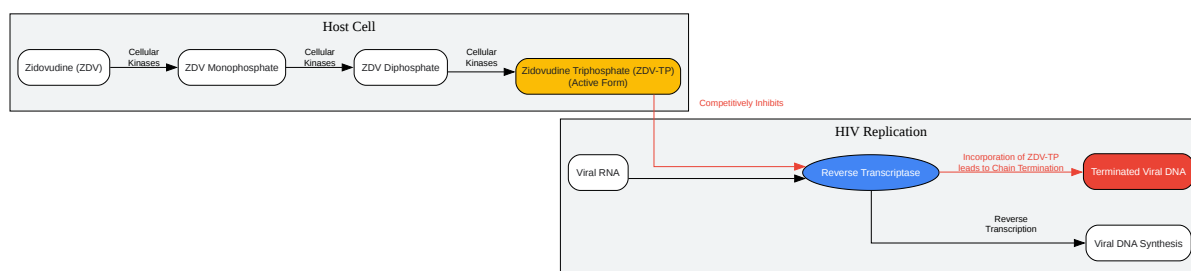 Host Cell
Zidovudine (ZDV)
Cellular
Kinases
ZDV Monophosphate
Cellular
Kinases
ZDV Diphosphate
Cellular
Kinases
Zidovudine Triphosphate (ZDV-TP)
(Active Form)
Competitively Inhibits
HIV Replication
Viral RNA
Reverse Transcriptase
Incorporation of ZDV-TP
leads to Chain Termination
Terminated Viral DNA
Reverse
Transcription
Viral DNA Synthesis